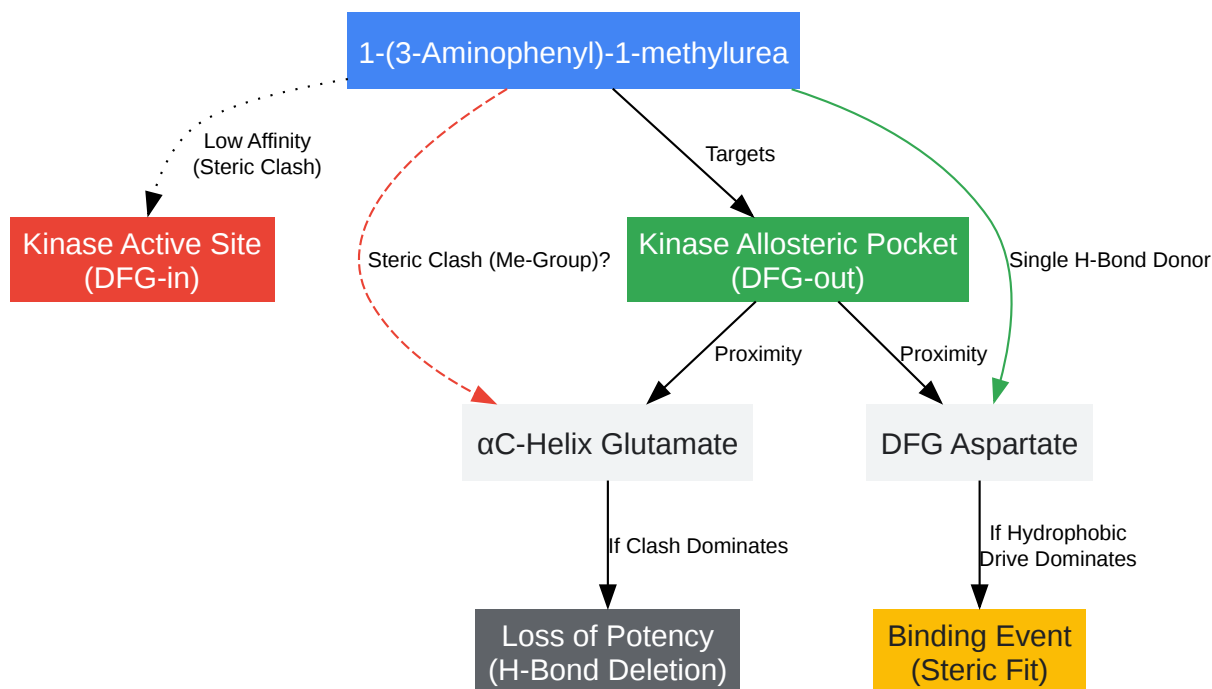 1-(3-Aminophenyl)-1-methylurea
Low Affinity
(Steric Clash)
Targets
Kinase Active Site
(DFG-in)
Steric Clash (Me-Group)?
Kinase Allosteric Pocket
(DFG-out)
Single H-Bond Donor
Proximity
Proximity
αC-Helix Glutamate
DFG Aspartate
If Clash Dominates
If Hydrophobic
Drive Dominates
Loss of Potency
(H-Bond Deletion)
Binding Event
(Steric Fit)